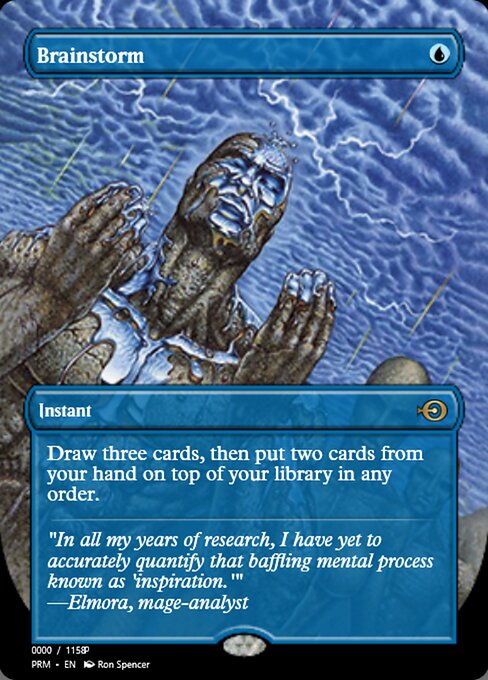 Brainstorm
Instant
Draw three cards, then put two cards from
your hand on top of your library in any
order.
"In all my years of research, I have yet to
accurately quantify that baffling mental process
known as 'inspiration.'"
—Elmora, mage-analyst
0000 / 1158P
PRM • EN Ron Spencer